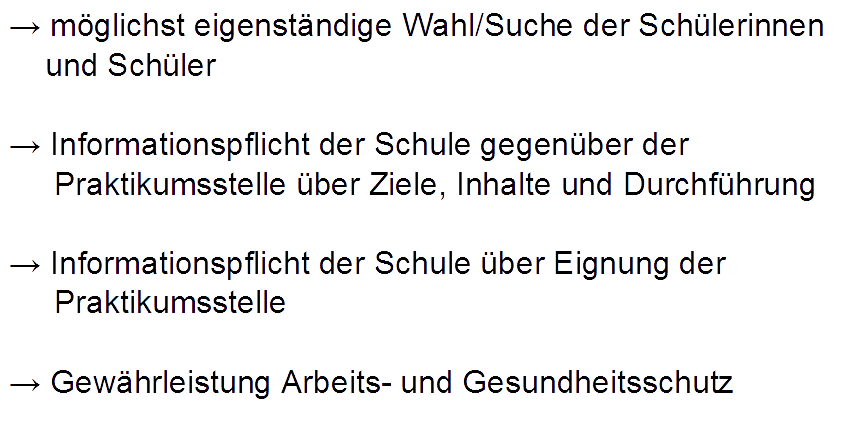 → möglichst eigenständige Wahl/Suche der Schülerinnen
und Schüler
→ Informationspflicht der Schule gegenüber der
Praktikumsstelle über Ziele, Inhalte und Durchführung
→ Informationspflicht der Schule über Eignung der
Praktikumsstelle
→ Gewährleistung Arbeits- und Gesundheitsschutz